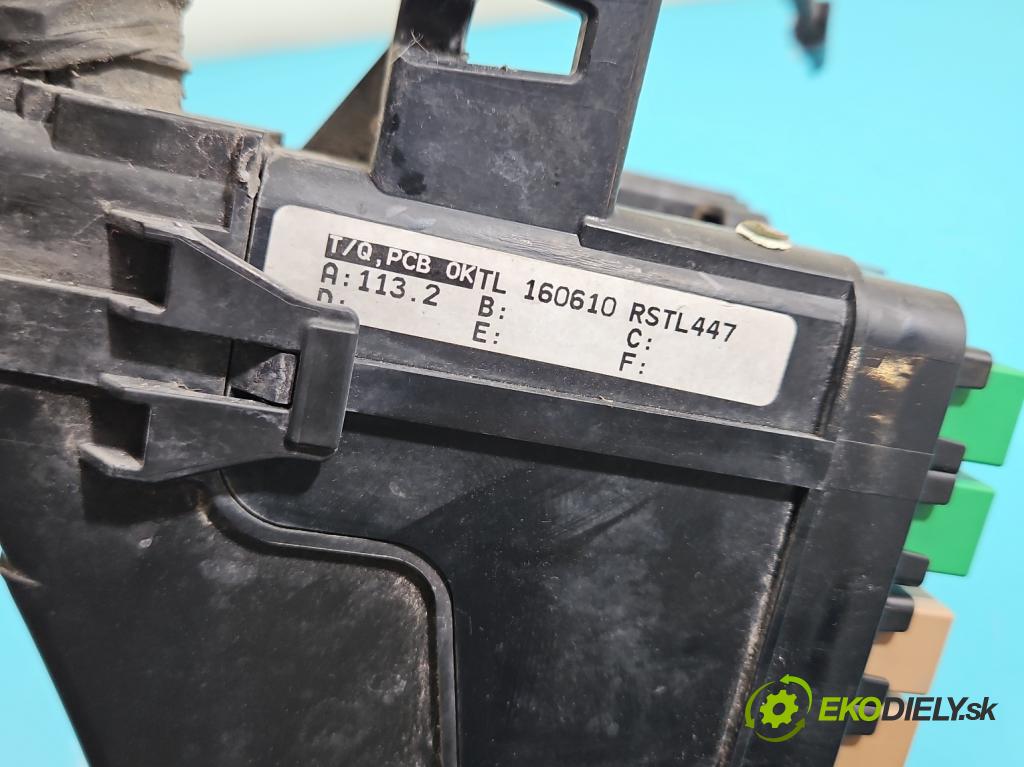 T/Q,PCB OKTL 160610 RSTL447
A:113.2 B: C:
D: E: F:
EKODIELY.sk